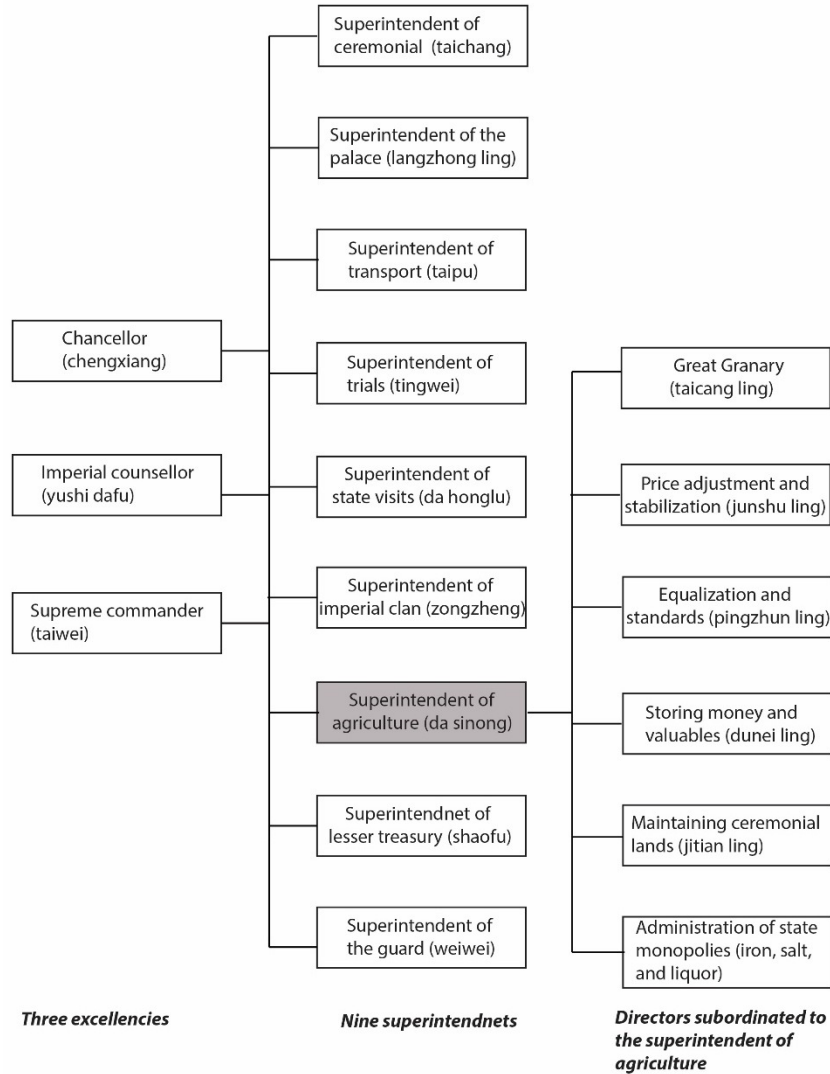 Superintendent of
ceremonial (taichang)
Superintendent of the
palace (langzhong ling)
Superintendent of
transport (taipu)
Chancellor
(chengxiang)
Superintendent of
trials (tingwei)
Great Granary
(taicang ling)
Imperial counsellor
(yushi dafu)
Superintendent of
state visits (da honglu)
Price adjustment and
stabilization (junshu ling)
Supreme commander
(taiwei)
Superintendent of
imperial clan (zongzheng)
Equalization and
standards (pingzhun ling)
Superintendent of
agriculture (da sinong)
Storing money and
valuables (dunei ling)
Superintendnet of
lesser treasury (shaofu)
Maintaining ceremonial
lands (jitian ling)
Superintendent of
the guard (weiwei)
Administration of state
monopolies (iron, salt,
and liquor)
Three excellencies
Nine superintendnets
Directors subordinated to
the superintendent of
agriculture